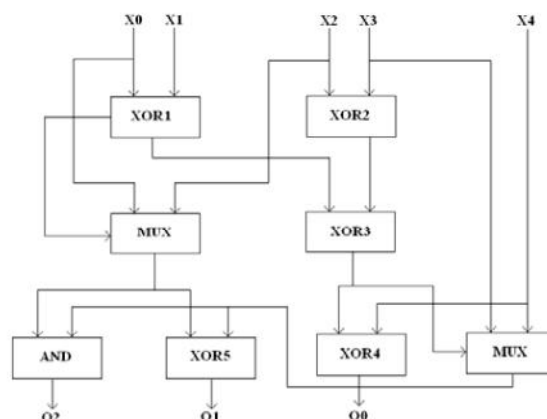 X0 X1 X2 X3 X4
XOR1 XOR2
MUX XOR3
AND XOR5 XOR4 MUX
O2 O1 O0